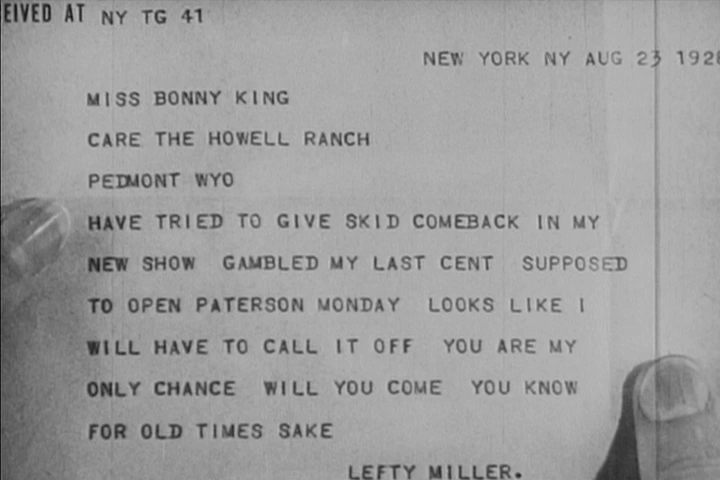 EIVED AT NY TG 41
NEW YORK NY AUG 23 1928
MISS BONNY KING
CARE THE HOWELL RANCH
PEDMONT WYO
HAVE TRIED TO GIVE SKID COMEBACK IN MY
NEW SHOW GAMBLED MY LAST CENT SUPPOSED
TO OPEN PATERSON MONDAY LOOKS LIKE I
WILL HAVE TO CALL IT OFF YOU ARE MY
ONLY CHANCE WILL YOU COME YOU KNOW
FOR OLD TIMES SAKE
LEFTY MILLER.